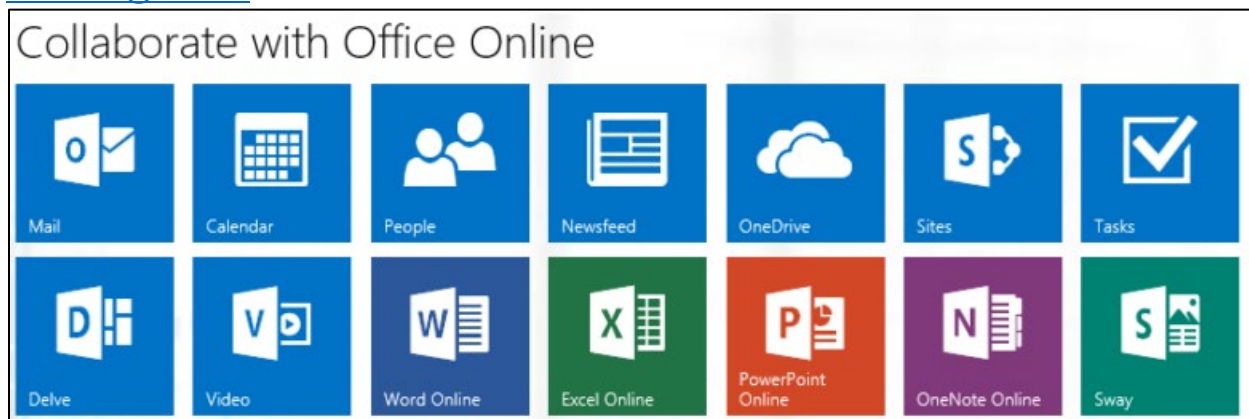 Collaborate with Office Online
O
S
Mail
Calendar
People
Newsfeed
OneDrive
Sites
Tasks
D
V
W
X
P
N
S
Delve
Video
Word Online
Excel Online
PowerPoint
Online
OneNote Online
Sway